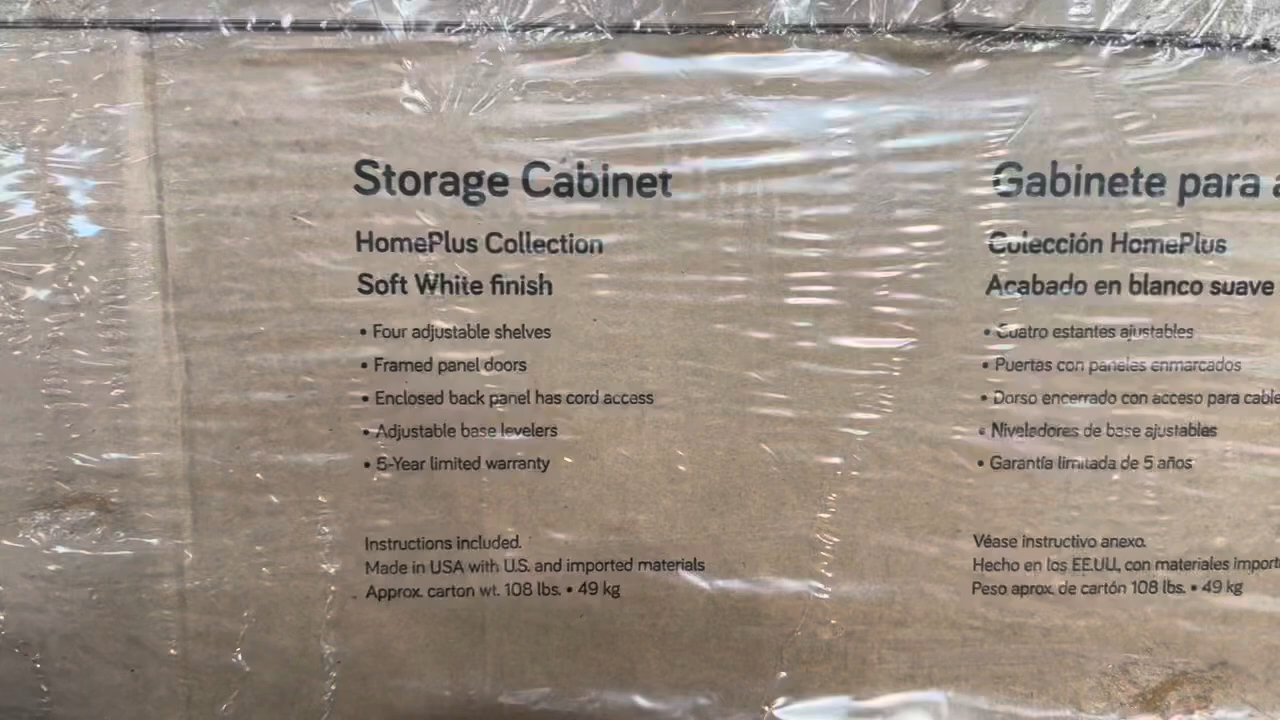 Storage Cabinet
HomePlus Collection
Soft White finish
• Four adjustable shelves
• Framed panel doors
• Enclosed back panel has cord access
• Adjustable base levelers
• 5-Year limited warranty
Instructions included.
Made in USA with U.S. and imported materials
Approx. carton wt. 108 lbs. • 49 kg
Gabinete para
Colección HomePlus
Acabado en blanco suave
• Cuatro estantes ajustables
• Puertas con paneles enmarcados
• Dorso encerrado con acceso para cable
• Niveladores de base ajustables
• Garantía limitada de 5 años
Véase instructivo anexo.
Hecho en los EE.UU., con materiales import
Peso aprox. de cartón 108 lbs. • 49 kg